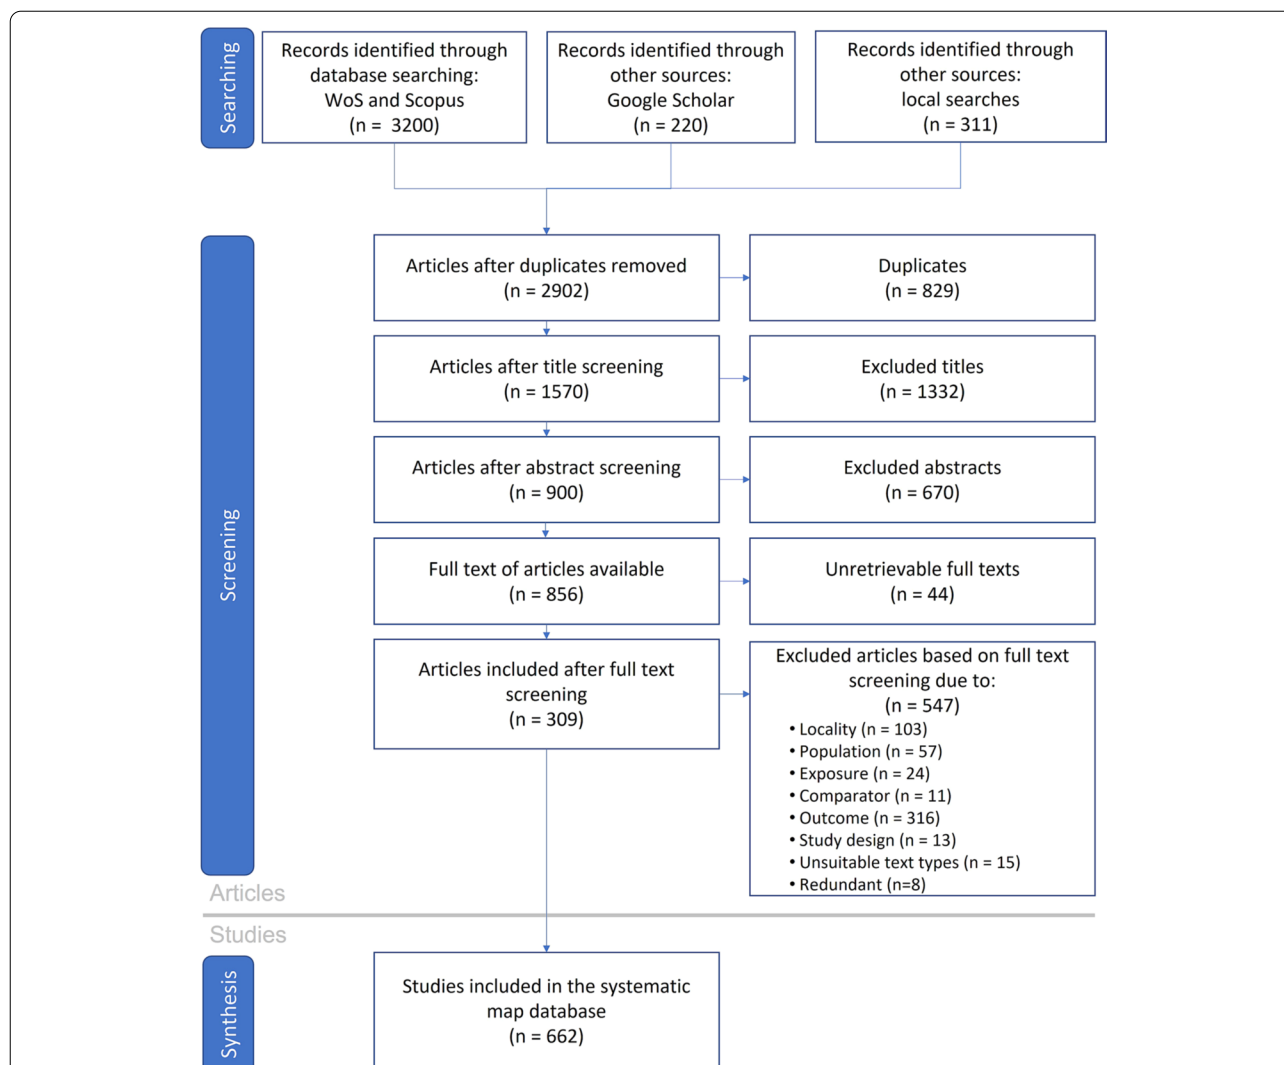 Searching
Records identified through
database searching:
WoS and Scopus
(n = 3200)
Records identified through
other sources:
Google Scholar
(n = 220)
Records identified through
other sources:
local searches
(n = 311)
Screening
Articles after duplicates removed
(n = 2902)
Duplicates
(n = 829)
Articles after title screening
(n = 1570)
Excluded titles
(n = 1332)
Articles after abstract screening
(n = 900)
Excluded abstracts
(n = 670)
Full text of articles available
(n = 856)
Unretrievable full texts
(n = 44)
Articles included after full text
screening
(n = 309)
Excluded articles based on full text
screening due to:
(n = 547)
• Locality (n = 103)
• Population (n = 57)
• Exposure (n = 24)
• Comparator (n = 11)
• Outcome (n = 316)
• Study design (n = 13)
• Unsuitable text types (n = 15)
• Redundant (n=8)
Articles
Studies
Synthesis
Studies included in the systematic
map database
(n = 662)